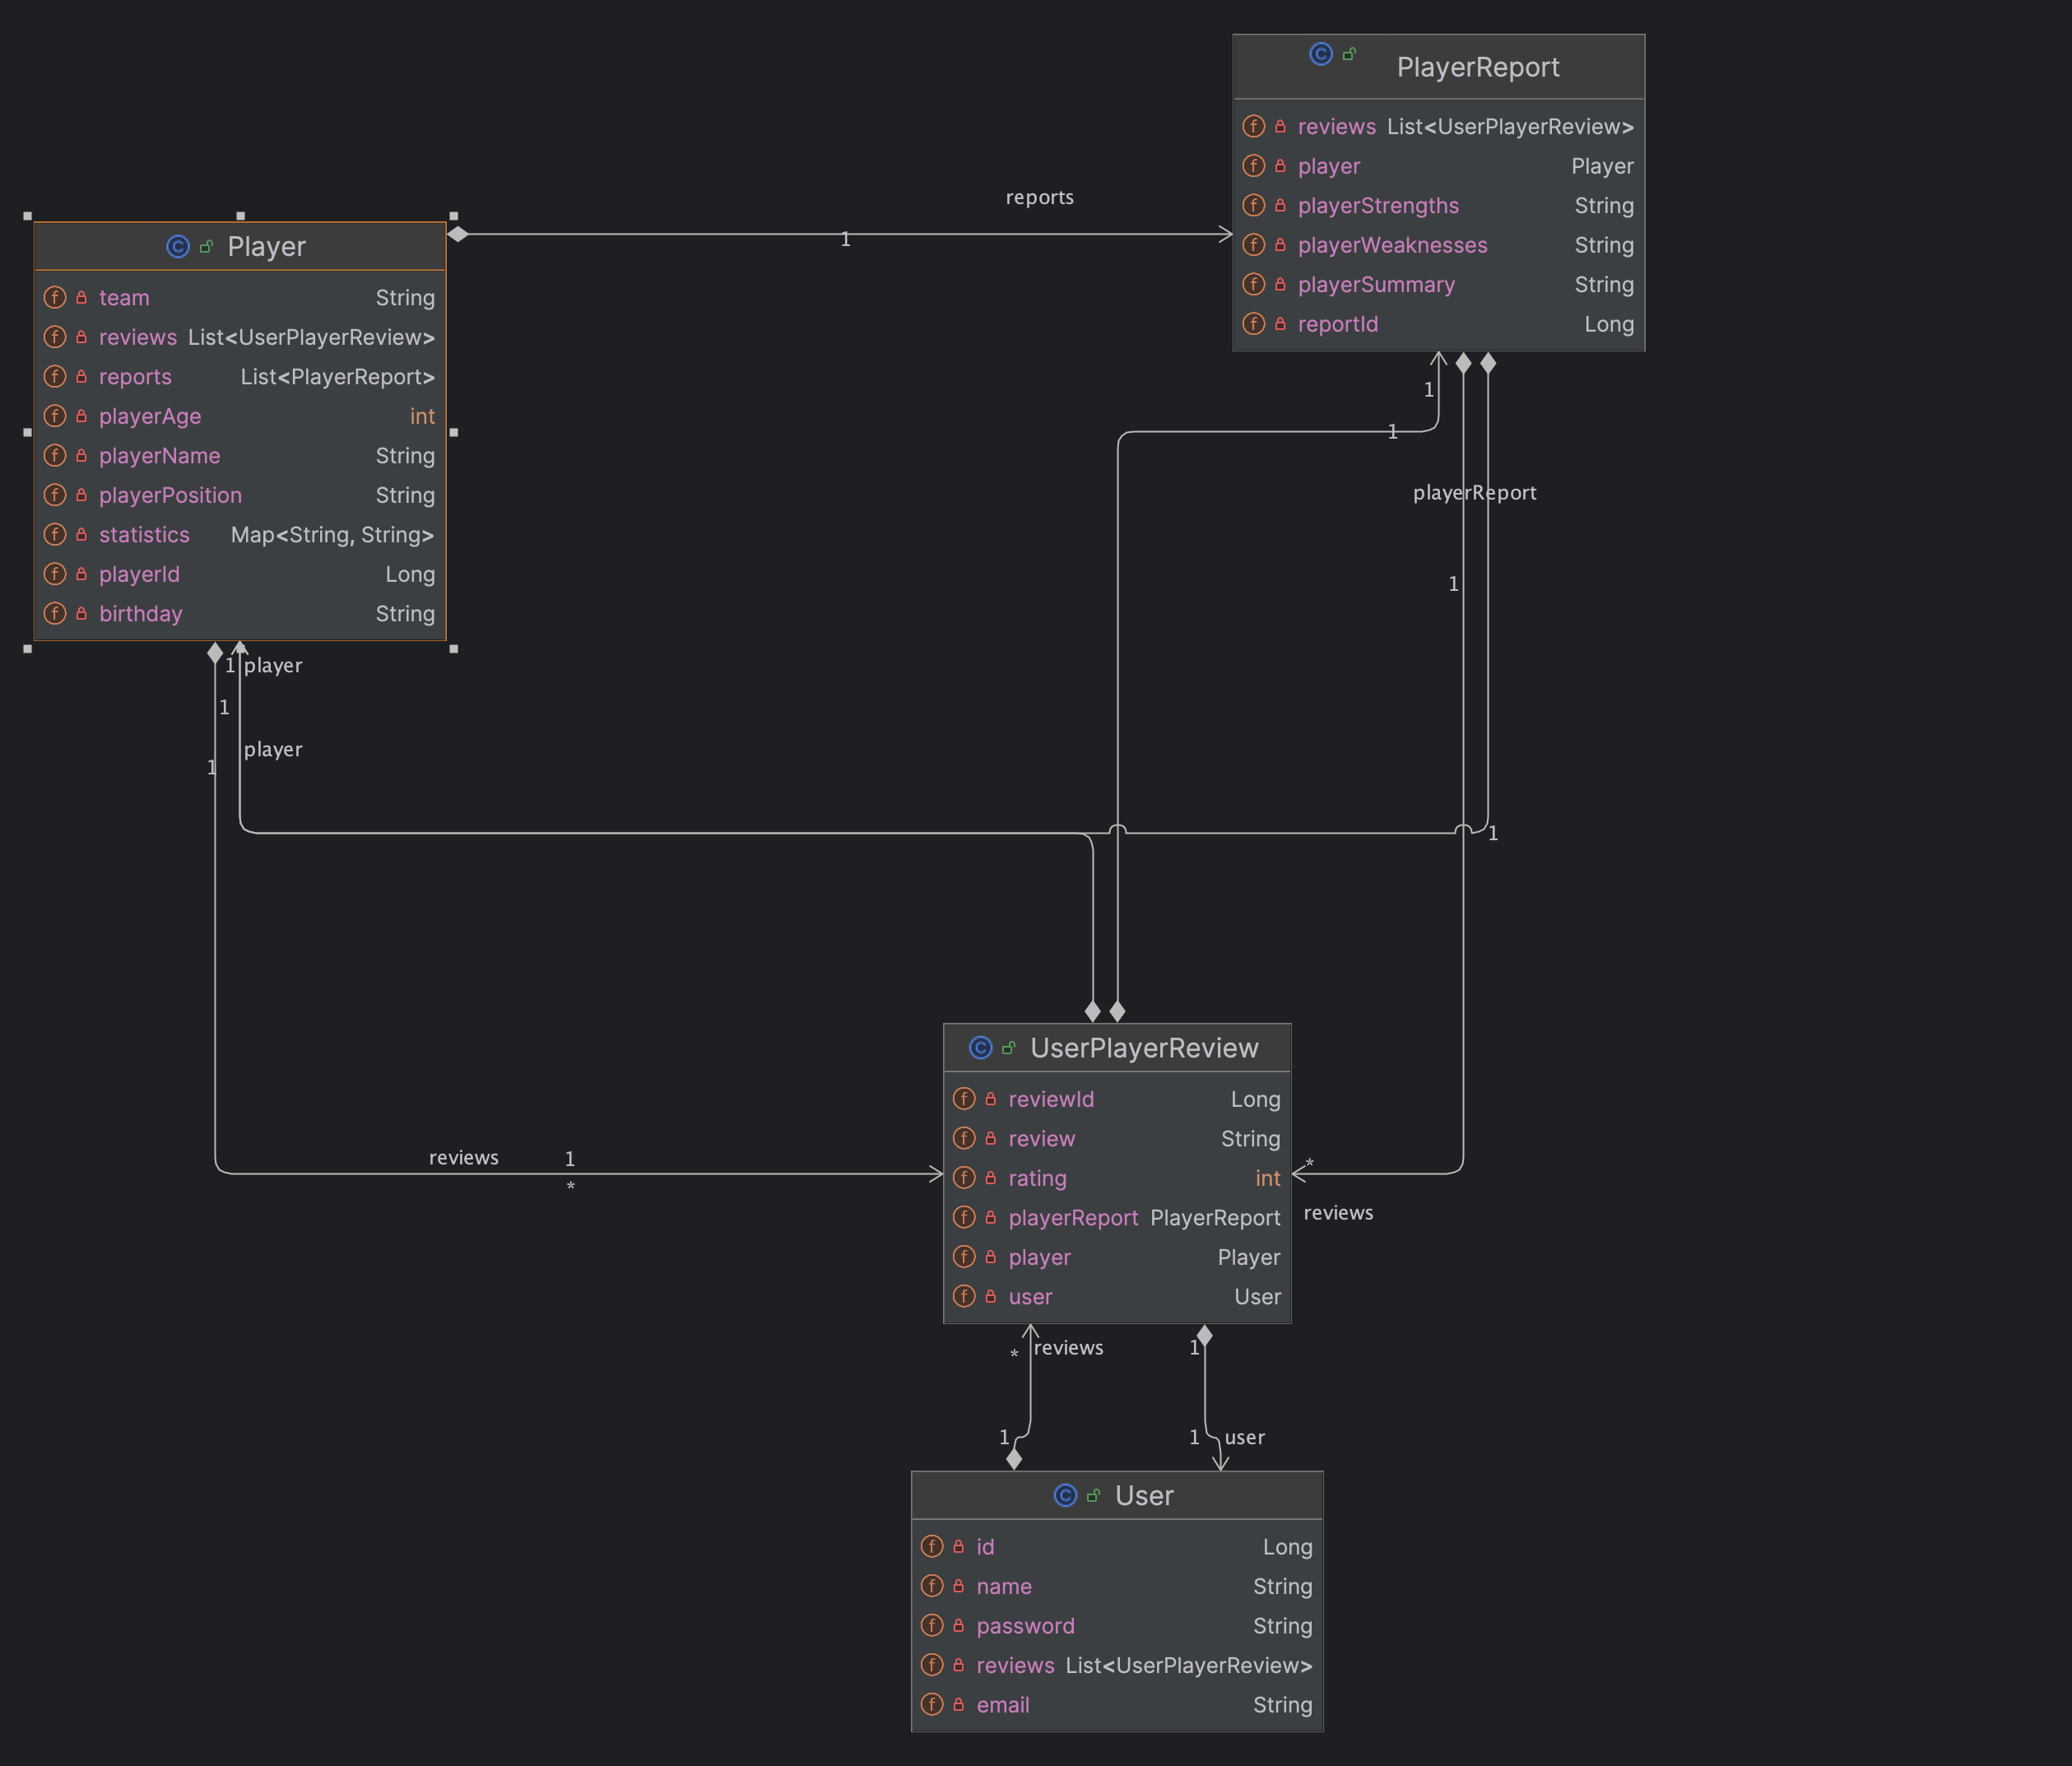 PlayerReport
reviews List<UserPlayerReview>
player Player
playerStrengths String
playerWeaknesses String
playerSummary String
reportId Long
reports
1
Player
team String
reviews List<UserPlayerReview>
reports List<PlayerReport>
playerAge int
playerName String
playerPosition String
statistics Map<String, String>
playerId Long
birthday String
1
1
playerReport
1
1 player
1
player
1
1
UserPlayerReview
reviewId Long
review String
rating int
playerReport PlayerReport
player Player
user User
reviews 1
*
*
reviews
* reviews 1
1 1 user
User
id Long
name String
password String
reviews List<UserPlayerReview>
email String